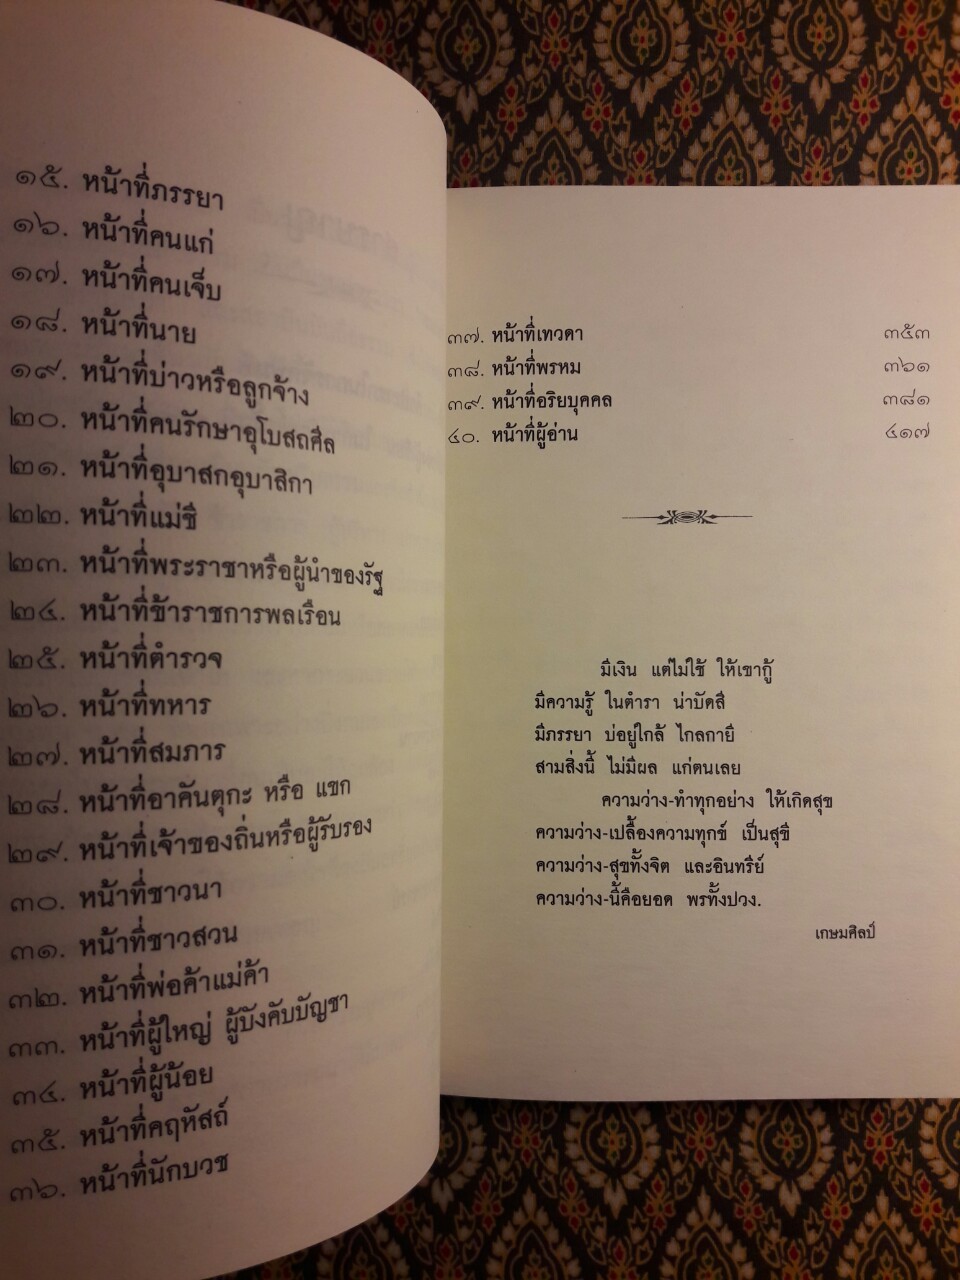 ๑๕. หน้าที่ภรรยา
๑๖. หน้าที่คนแก่
๑๗. หน้าที่คนเจ็บ
๑๘. หน้าที่นาย
๑๙. หน้าที่บ่าวหรือลูกจ้าง
๒๐. หน้าที่คนรักษาอุโบสถศีล
๒๑. หน้าที่อุบาสกอุบาสิกา
๒๒. หน้าที่แม่ชี
๒๓. หน้าที่พระราชาหรือผู้นำของรัฐ
๒๔. หน้าที่ข้าราชการพลเรือน
๒๕. หน้าที่ตำรวจ
๒๖. หน้าที่ทหาร
๒๗. หน้าที่สมภาร
๒๘. หน้าที่อาคันตุกะ หรือ แขก
๒๙. หน้าที่เจ้าของถิ่นหรือผู้รับรอง
๓๐. หน้าที่ชาวนา
๓๑. หน้าที่ชาวสวน
๓๒. หน้าที่พ่อค้าแม่ค้า
๓๓. หน้าที่ผู้ใหญ่ ผู้บังคับบัญชา
๓๔. หน้าที่ผู้น้อย
๓๕. หน้าที่คฤหัสถ์
๓๖. หน้าที่นักบวช
๓๗. หน้าที่เทวดา ๓๕๓
๓๘. หน้าที่พรหม ๓๖๑
๓๙. หน้าที่อริยบุคคล ๓๘๑
๔๐. หน้าที่ผู้อ่าน ๔๑๗
มีเงิน แต่ไม่ใช้ ให้เขากู้
มีความรู้ ในตำรา น่าบัดสี
มีภรรยา บ่อยู่ใกล้ ไกลกายี
สามสิ่งนี้ ไม่มีผล แก่ตนเลย
ความว่าง-ทำทุกอย่าง ให้เกิดสุข
ความว่าง-เปลื้องความทุกข์ เป็นสุขี
ความว่าง-สุขทั้งจิต และอินทรีย์
ความว่าง-นี้คือยอด พรทั้งปวง.
เกษมศิลป์